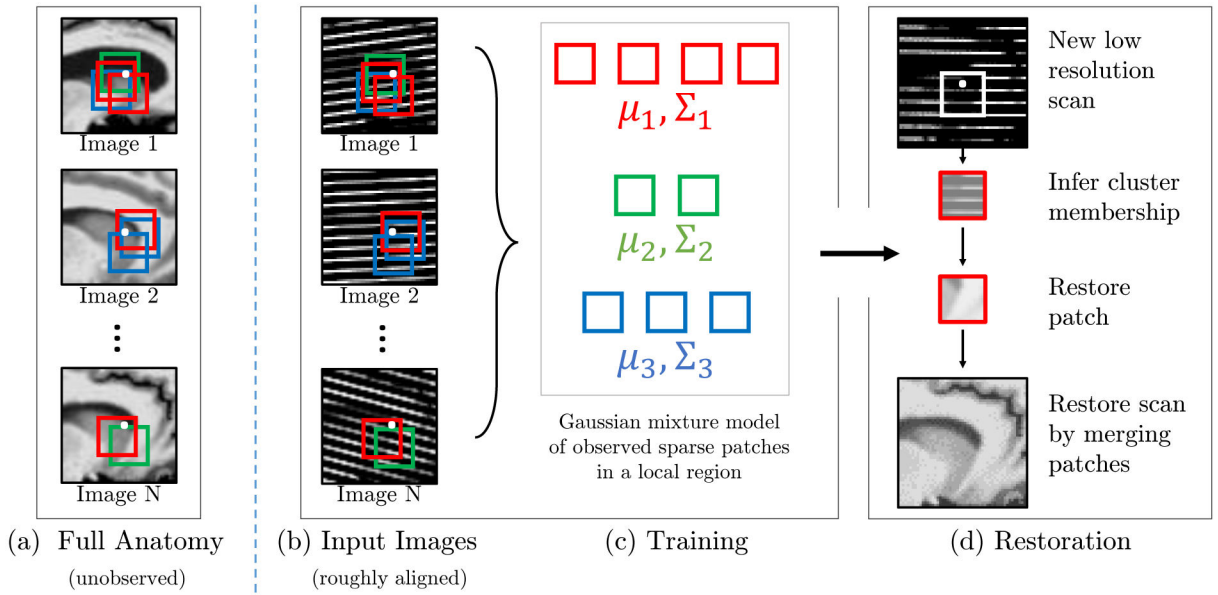 Image 1
Image 2
Image N
(a) Full Anatomy
(unobserved)
Image 1
Image 2
Image N
(b) Input Images
(roughly aligned)
μ₁, Σ₁
μ₂, Σ₂
μ₃, Σ₃
Gaussian mixture model
of observed sparse patches
in a local region
(c) Training
New low
resolution
scan
Infer cluster
membership
Restore
patch
Restore scan
by merging
patches
(d) Restoration